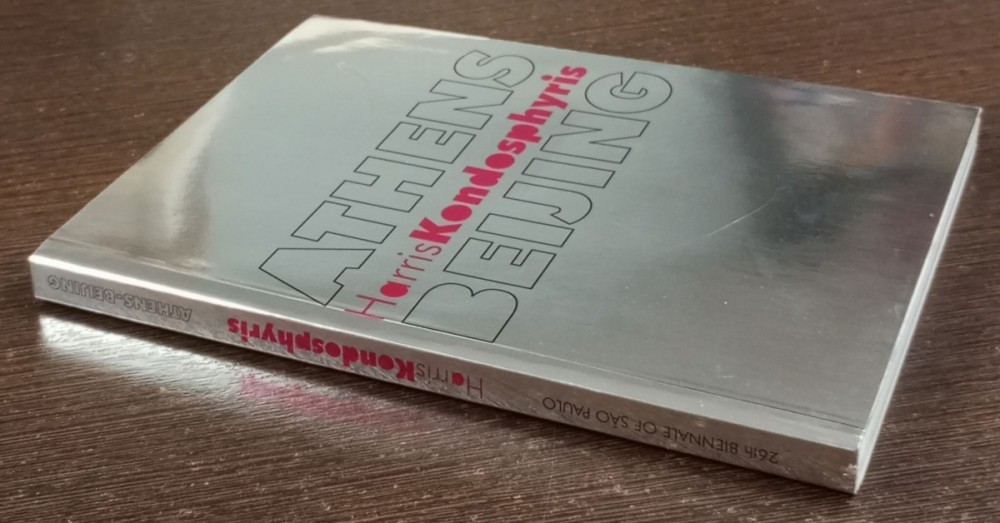 ATHENS
HarrisKondosphyris
BEIJING
26th BIENNALE OF SÃO PAULO
HarrisKondosphyris
ATHENS-BEIJING